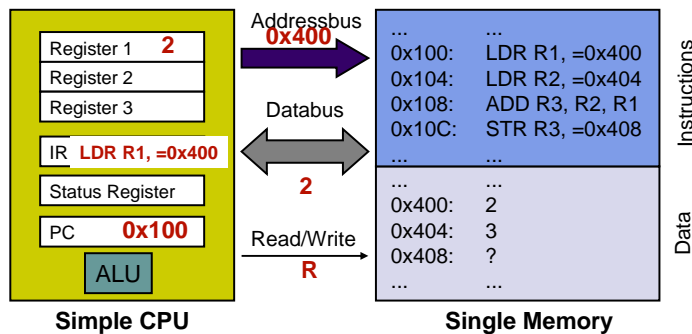 Addressbus
0x400
Register 1 2
Register 2
Register 3
IR LDR R1, =0x400
Status Register
PC 0x100
ALU
Simple CPU
Databus
2
Read/Write
R
... ...
0x100: LDR R1, =0x400
0x104: LDR R2, =0x404
0x108: ADD R3, R2, R1
0x10C: STR R3, =0x408
... ...
... ...
0x400: 2
0x404: 3
0x408: ?
... ...
Single Memory
Instructions
Data